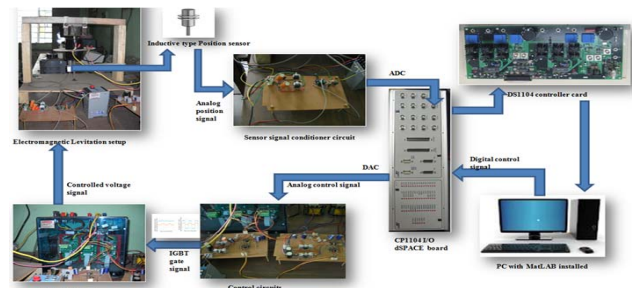 Inductive type Position sensor
ADC
DS1104 controller card
Analog
position
signal
Electromagnetic Levitation setup
Sensor signal conditioner circuit
DAC
Digital control
signal
Controlled voltage
signal
Analog control signal
IGBT
gate
signal
CP1104 I/O
dSPACE board
PC with MatLAB installed
Control circuits